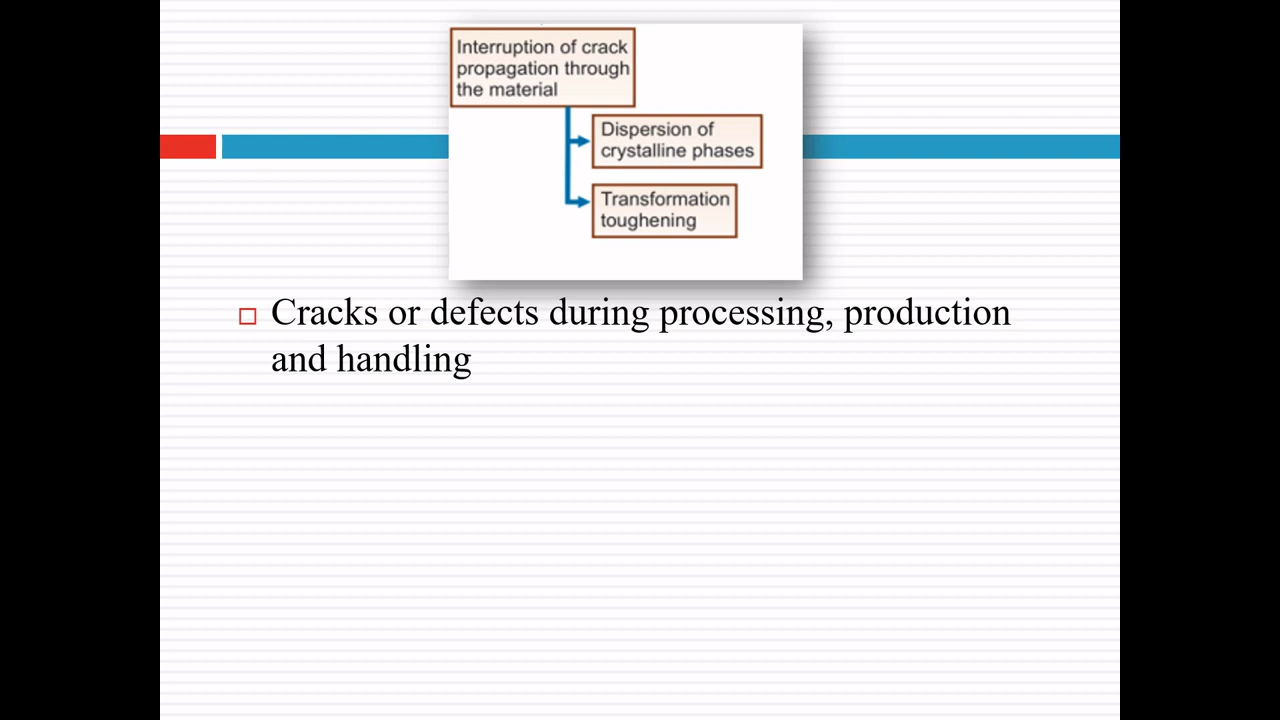 Interruption of crack
propagation through
the material
Dispersion of
crystalline phases
Transformation
toughening
Cracks or defects during processing, production
and handling